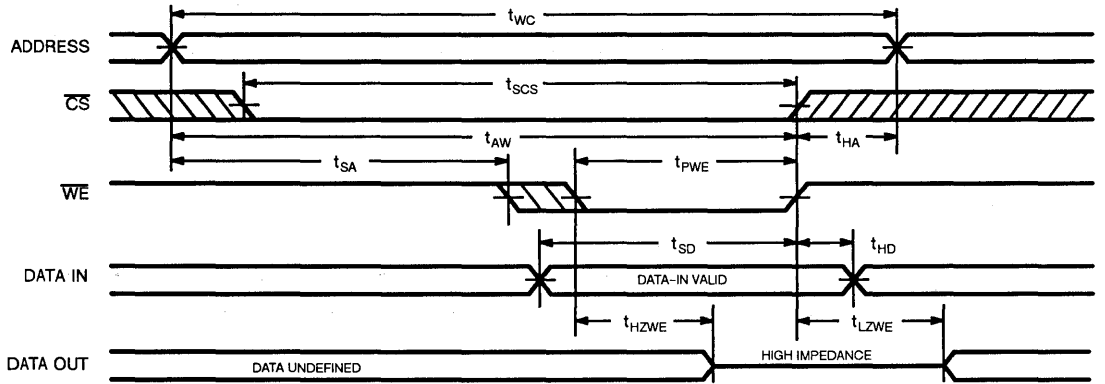 tWC
ADDRESS
tSCS
CS
tAW
tHA
tSA
tPWE
WE
tSD
tHD
DATA IN
DATA-IN VALID
tHZWE
tLZWE
DATA OUT
DATA UNDEFINED
HIGH IMPEDANCE